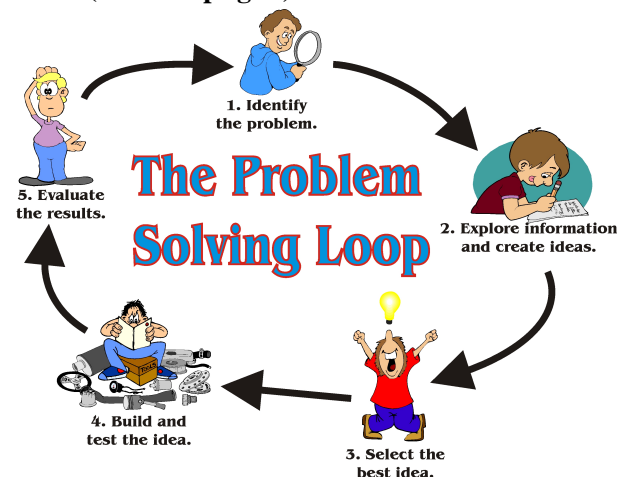 1. Identify
the problem.
The Problem
Solving Loop
2. Explore information
and create ideas.
3. Select the
best idea.
4. Build and
test the idea.
5. Evaluate
the results.